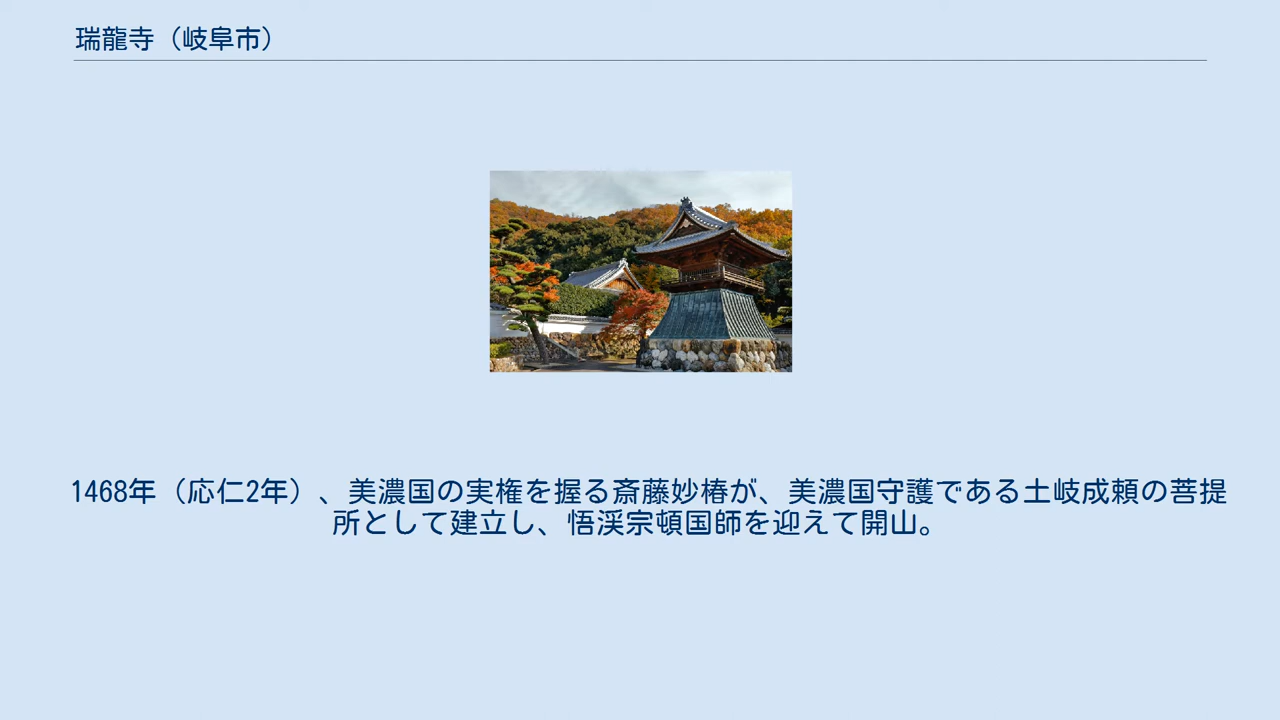 瑞龍寺（岐阜市）
1468年（応仁2年）、美濃国の実権を握る斎藤妙椿が、美濃国守護である土岐成頼の菩提
所として建立し、悟渓宗頓国師を迎えて開山。